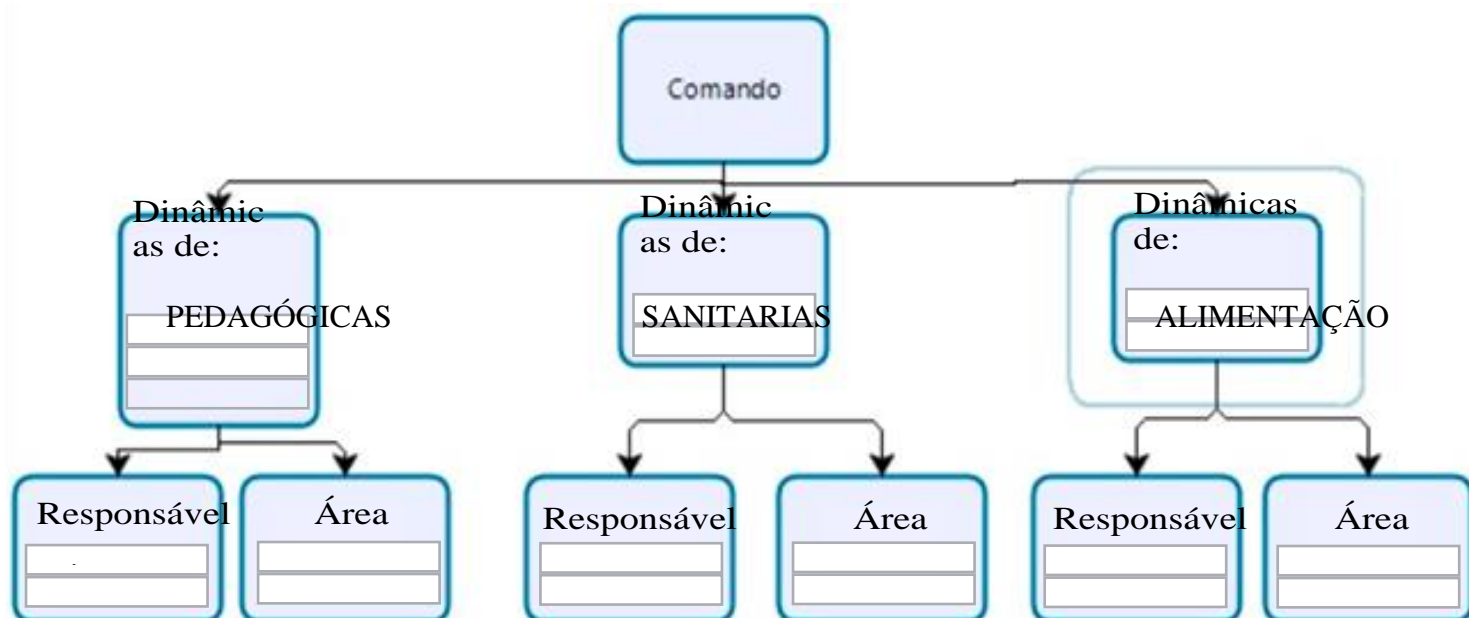 Comando
Dinâmic
as de:
PEDAGÓGICAS
Dinâmic
as de:
SANITARIAS
Dinâmicas
de:
ALIMENTAÇÃO
Responsável
Área
Responsável
Área
Responsável
Área